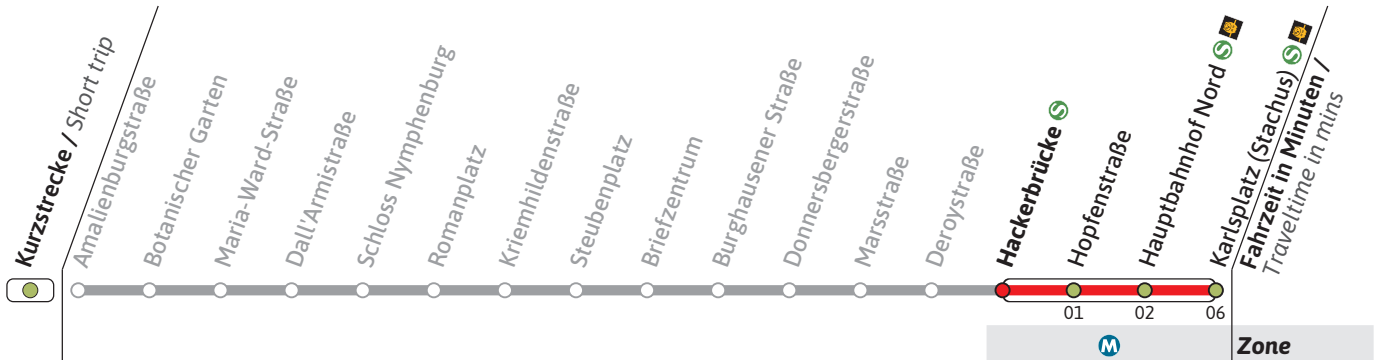 Kurzstrecke / Short trip
Amalienburgstraße
Botanischer Garten
Maria-Ward-Straße
Dall'Armistraße
Schloss Nymphenburg
Romanplatz
Kriemhildenstraße
Steubenplatz
Briefzentrum
Burghausener Straße
Donnersbergerstraße
Marsstraße
Deroystraße
Hackerbrücke S
Hopfenstraße
Hauptbahnhof Nord S
Karlsplatz (Stachus) S
Fahrzeit in Minuten /
Traveltime in mins
01 02 06
M Zone